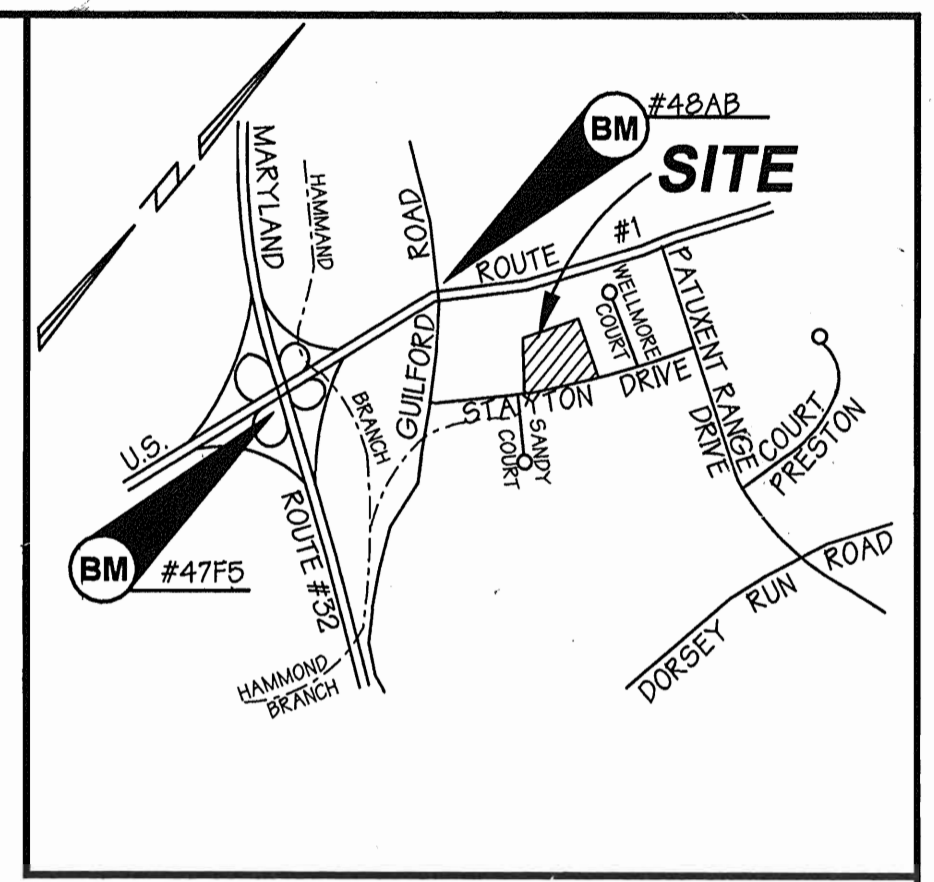 BM #48AB
SITE
MARYLAND
HAMMAND
ROAD
ROUTE #1
WELLMORE
COURT
PATUXENT RANGE
DRIVE
GUILFORD
STAYTON DRIVE
SANDY
COURT
BRANCH
COURT
PRESTON
U.S.
ROUTE #32
BM #47F5
DORSEY RUN ROAD
HAMMOND
BRANCH